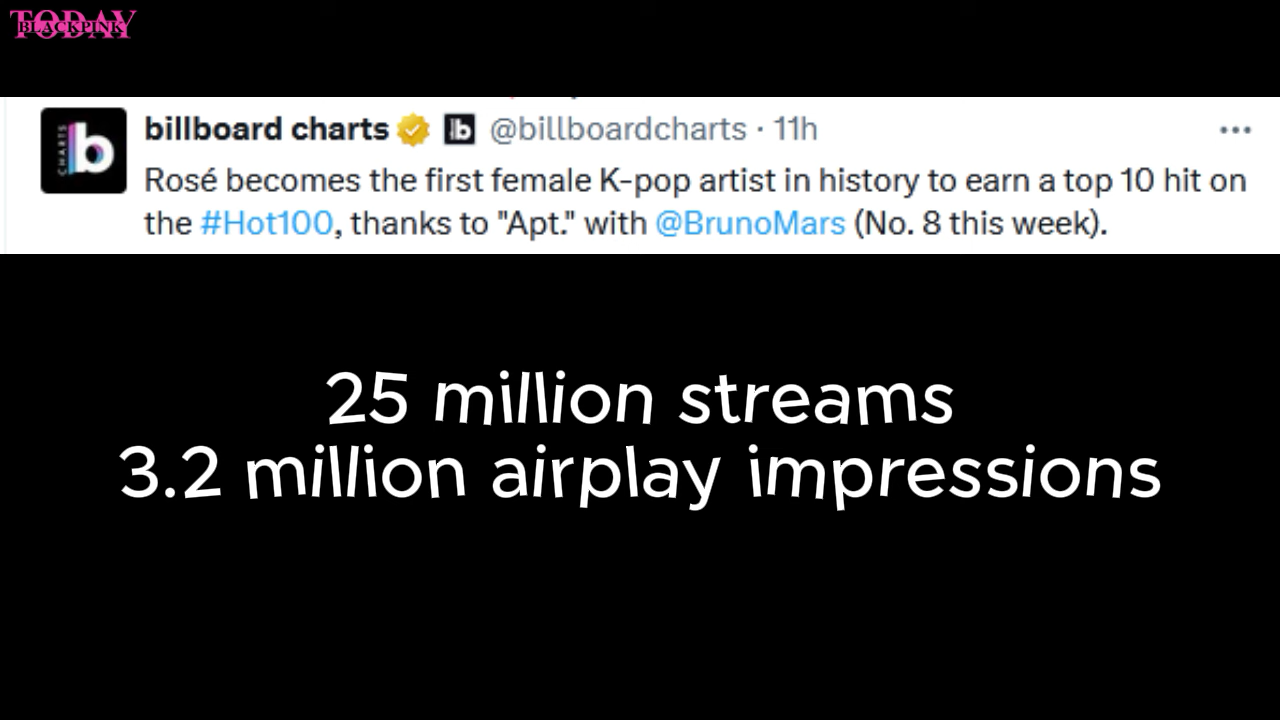 TODAY
BLACKPINK
billboard charts @billboardcharts · 11h
CHARTS
b
Rosé becomes the first female K-pop artist in history to earn a top 10 hit on
the #Hot100, thanks to "Apt." with @BrunoMars (No. 8 this week).
25 million streams
3.2 million airplay impressions